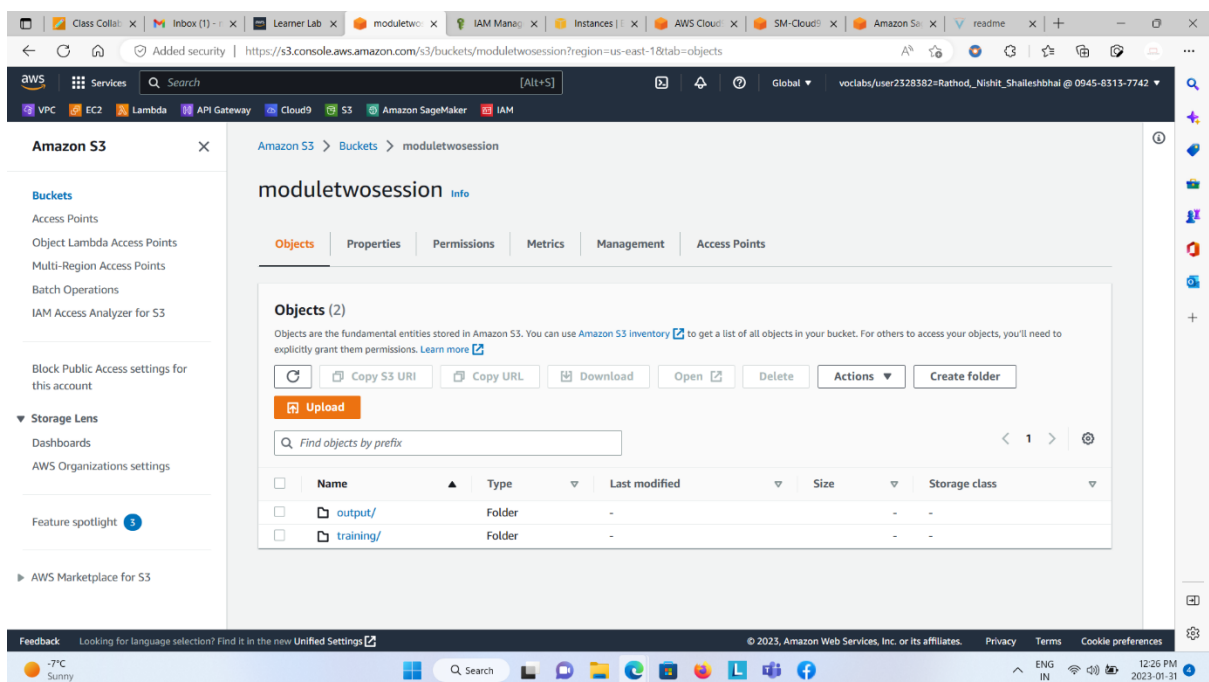 Class Collab
Inbox (1) - r
Learner Lab
moduletwos
IAM Manag
Instances | E
AWS Cloud
SM-Cloud9
Amazon Sa
readme
Added security
https://s3.console.aws.amazon.com/s3/buckets/moduletwosession?region=us-east-1&tab=objects
aws
Services
Search
[Alt+S]
Global ▼
voclabs/user2328382=Rathod,_Nishit_Shaileshbhai @ 0945-8313-7742 ▼
VPC EC2 Lambda API Gateway Cloud9 S3 Amazon SageMaker IAM
Amazon S3
Buckets
Access Points
Object Lambda Access Points
Multi-Region Access Points
Batch Operations
IAM Access Analyzer for S3
Block Public Access settings for
this account
Storage Lens
Dashboards
AWS Organizations settings
Feature spotlight 3
AWS Marketplace for S3
Amazon S3 > Buckets > moduletwosession
moduletwosession Info
Objects Properties Permissions Metrics Management Access Points
Objects (2)
Objects are the fundamental entities stored in Amazon S3. You can use Amazon S3 inventory to get a list of all objects in your bucket. For others to access your objects, you'll need to
explicitly grant them permissions. Learn more
Copy S3 URI Copy URL Download Open Delete Actions ▼ Create folder
Upload
Find objects by prefix
< 1 >
Name Type Last modified Size Storage class
output/ Folder - - -
training/ Folder - - -
Feedback Looking for language selection? Find it in the new Unified Settings
© 2023, Amazon Web Services, Inc. or its affiliates. Privacy Terms Cookie preferences
-7°C
Sunny
Search
ENG
IN
12:26 PM
2023-01-31
4